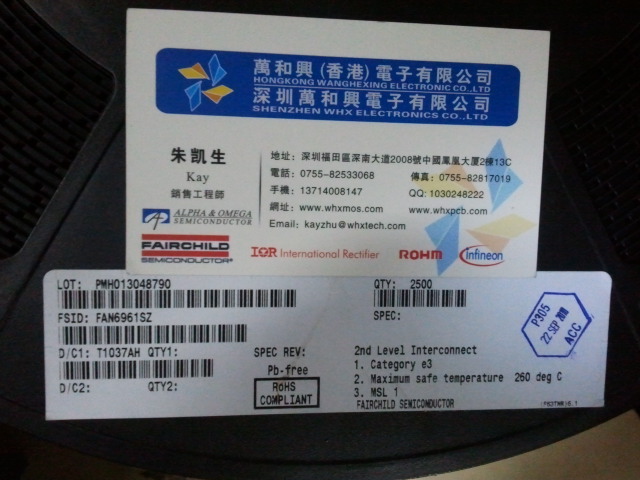 萬和興(香港)電子有限公司
HONGKONG WANGHEXING ELECTRONIC CO.,LTD
深圳萬和興電子有限公司
SHENZHEN WHX ELECTRONICS CO.,LTD
朱凱生
Kay
銷售工程師
地址：深圳福田區深南大道2008號中國鳳凰大厦2棟13C
電話：0755-82533068
傳真：0755-82817019
手機：13714008147
QQ: 1030248222
網址：www.whxmos.com
www.whxpcb.com
Email: kayzhu@whxtech.com
ALPHA & OMEGA
SEMICONDUCTOR
FAIRCHILD
SEMICONDUCTOR®
IOR International Rectifier
ROHM
Infineon
LOT: PMH013048790
QTY: 2500
FSID: FAN6961SZ
SPEC:
P305
22 SEP 2010
ACC
D/C1: T1037AH QTY1:
SPEC REV:
2nd Level Interconnect
Pb-free
1. Category e3
2. Maximum safe temperature 260 deg C
D/C2: QTY2:
RoHS
COMPLIANT
3. MSL 1
FAIRCHILD SEMICONDUCTOR